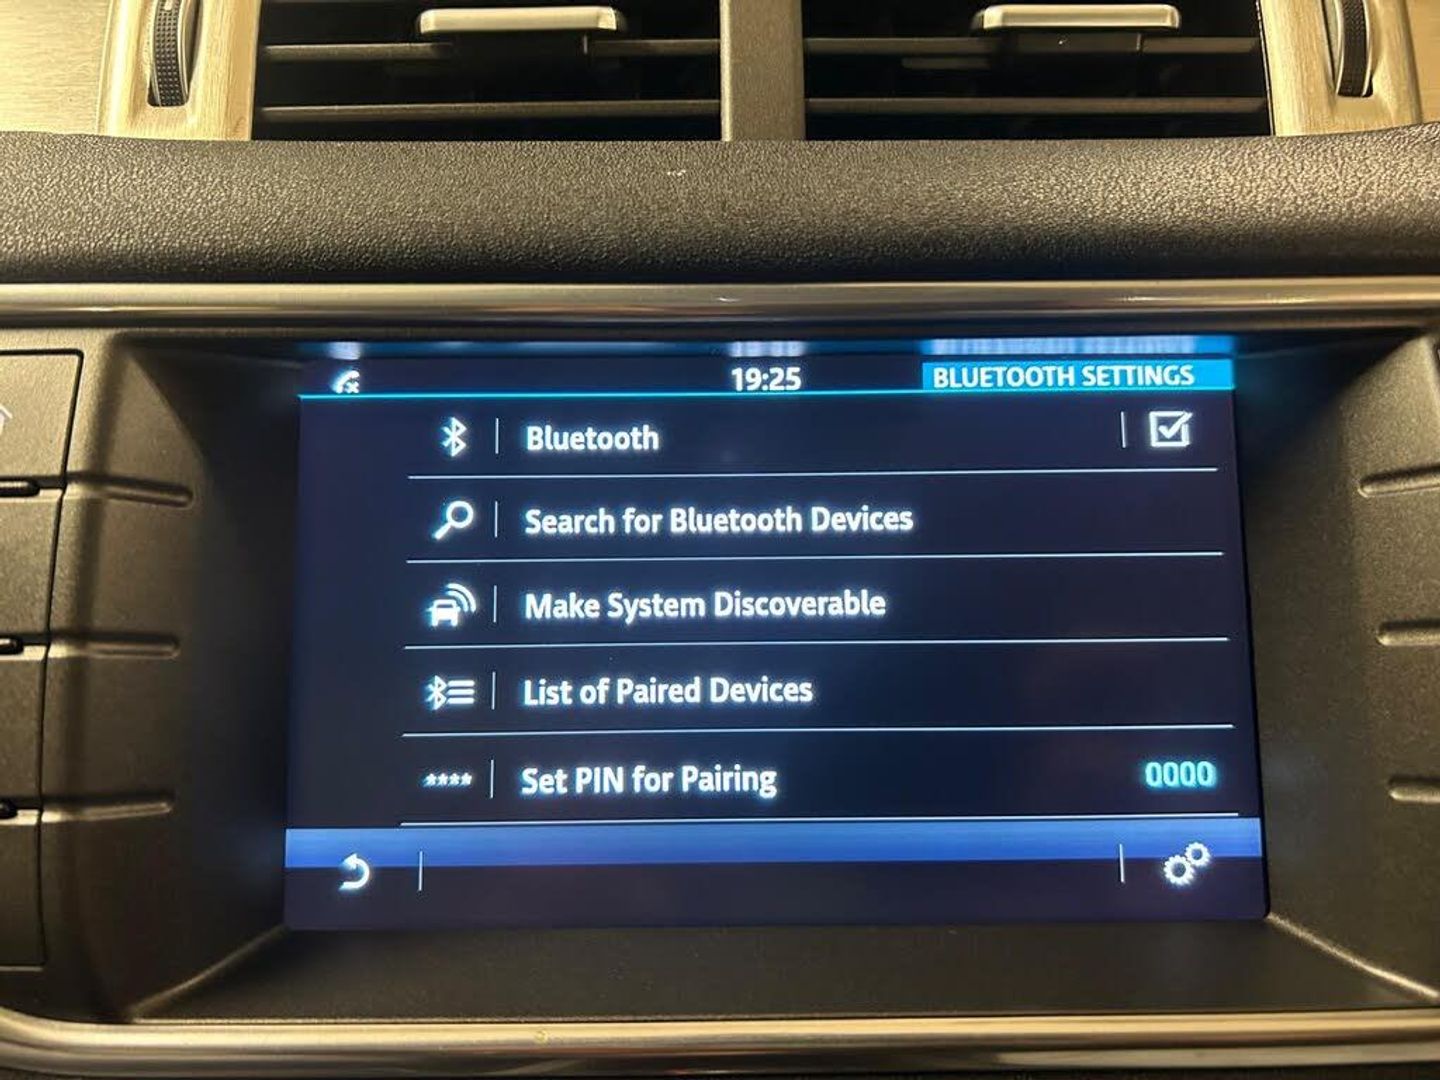 19:25
BLUETOOTH SETTINGS
Bluetooth
Search for Bluetooth Devices
Make System Discoverable
List of Paired Devices
**** Set PIN for Pairing 0000